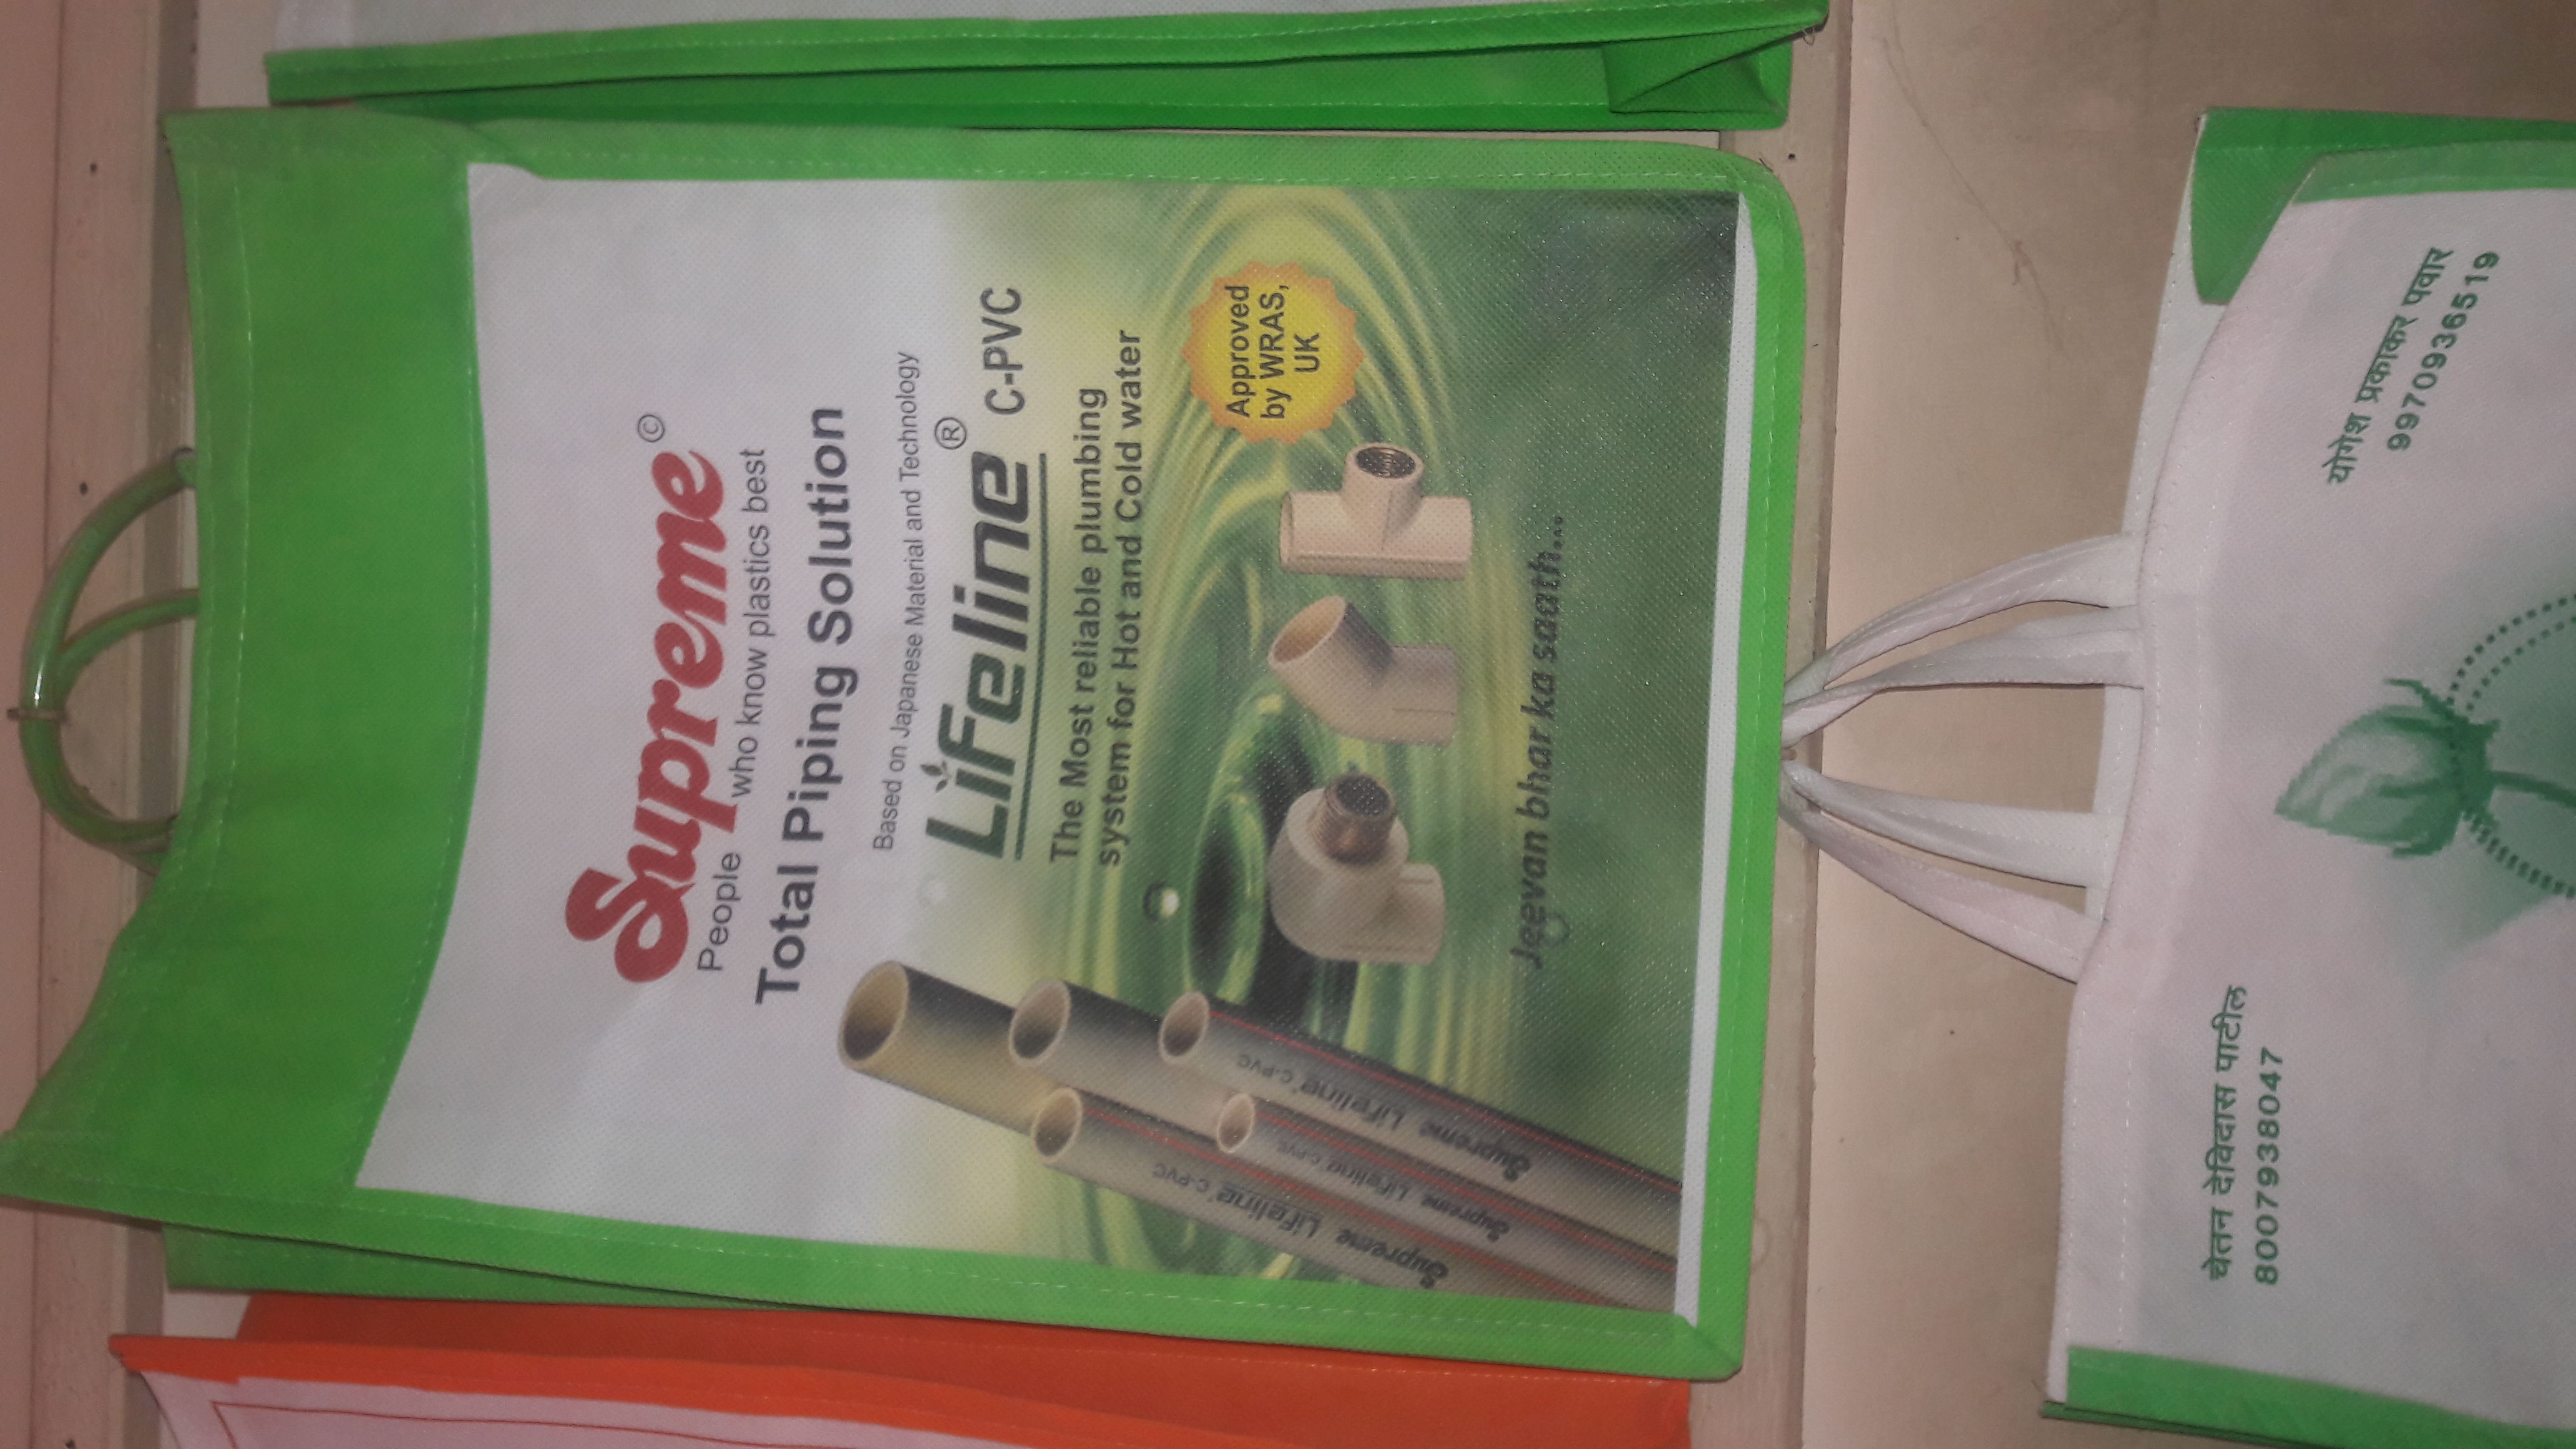 Supreme©
People who know plastics best
Total Piping Solution
Based on Japanese Material and Technology
Lifeline® C-PVC
The Most reliable plumbing
system for Hot and Cold water
Approved
by WRAS,
UK
Supreme Lifeline C-PVC
Supreme Lifeline C-PVC
Supreme Lifeline C-PVC
Jeevan bhar ka saath...
चेतन देविदास पाटील
8007938047
योगेश प्रकाकर पवार
9970936519